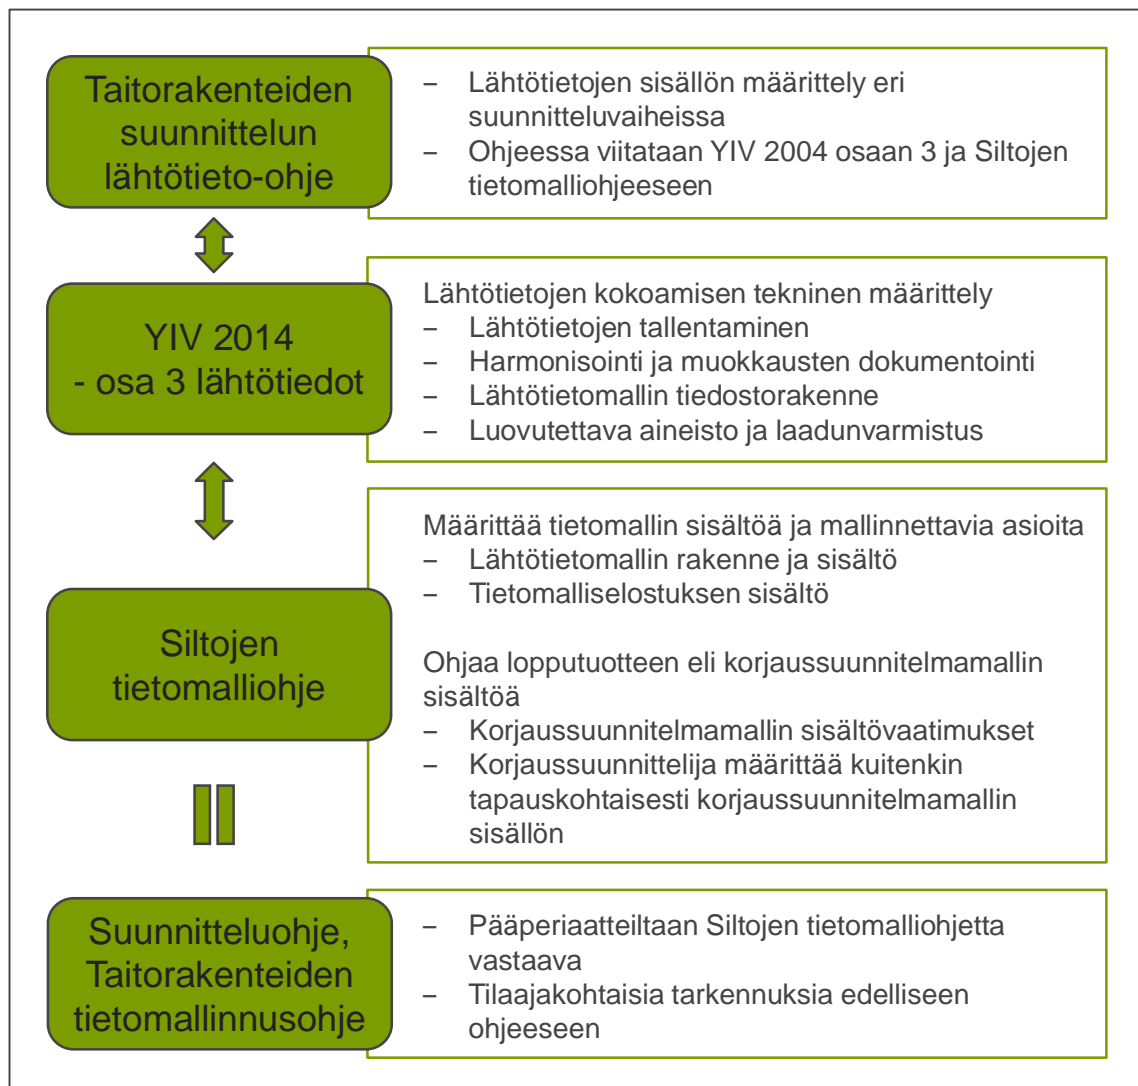 Taitorakenteiden
suunnittelun
lähtötieto-ohje
– Lähtötietojen sisällön määrittely eri
suunnitteluvaiheissa
– Ohjeessa viitataan YIV 2004 osaan 3 ja Siltojen
tietomalliohjeeseen
YIV 2014
- osa 3 lähtötiedot
Lähtötietojen kokoamisen tekninen määrittely
– Lähtötietojen tallentaminen
– Harmonisointi ja muokkausten dokumentointi
– Lähtötietomallin tiedostorakenne
– Luovutettava aineisto ja laadunvarmistus
Siltojen
tietomalliohje
Määrittää tietomallin sisältöä ja mallinnettavia asioita
– Lähtötietomallin rakenne ja sisältö
– Tietomalliselostuksen sisältö
Ohjaa lopputuotteen eli korjaussuunnitelmamallin
sisältöä
– Korjaussuunnitelmamallin sisältövaatimukset
– Korjaussuunnittelija määrittää kuitenkin
tapauskohtaisesti korjaussuunnitelmamallin
sisällön
Suunnitteluohje,
Taitorakenteiden
tietomallinnusohje
– Pääperiaatteiltaan Siltojen tietomalliohjetta
vastaava
– Tilaajakohtaisia tarkennuksia edelliseen
ohjeeseen